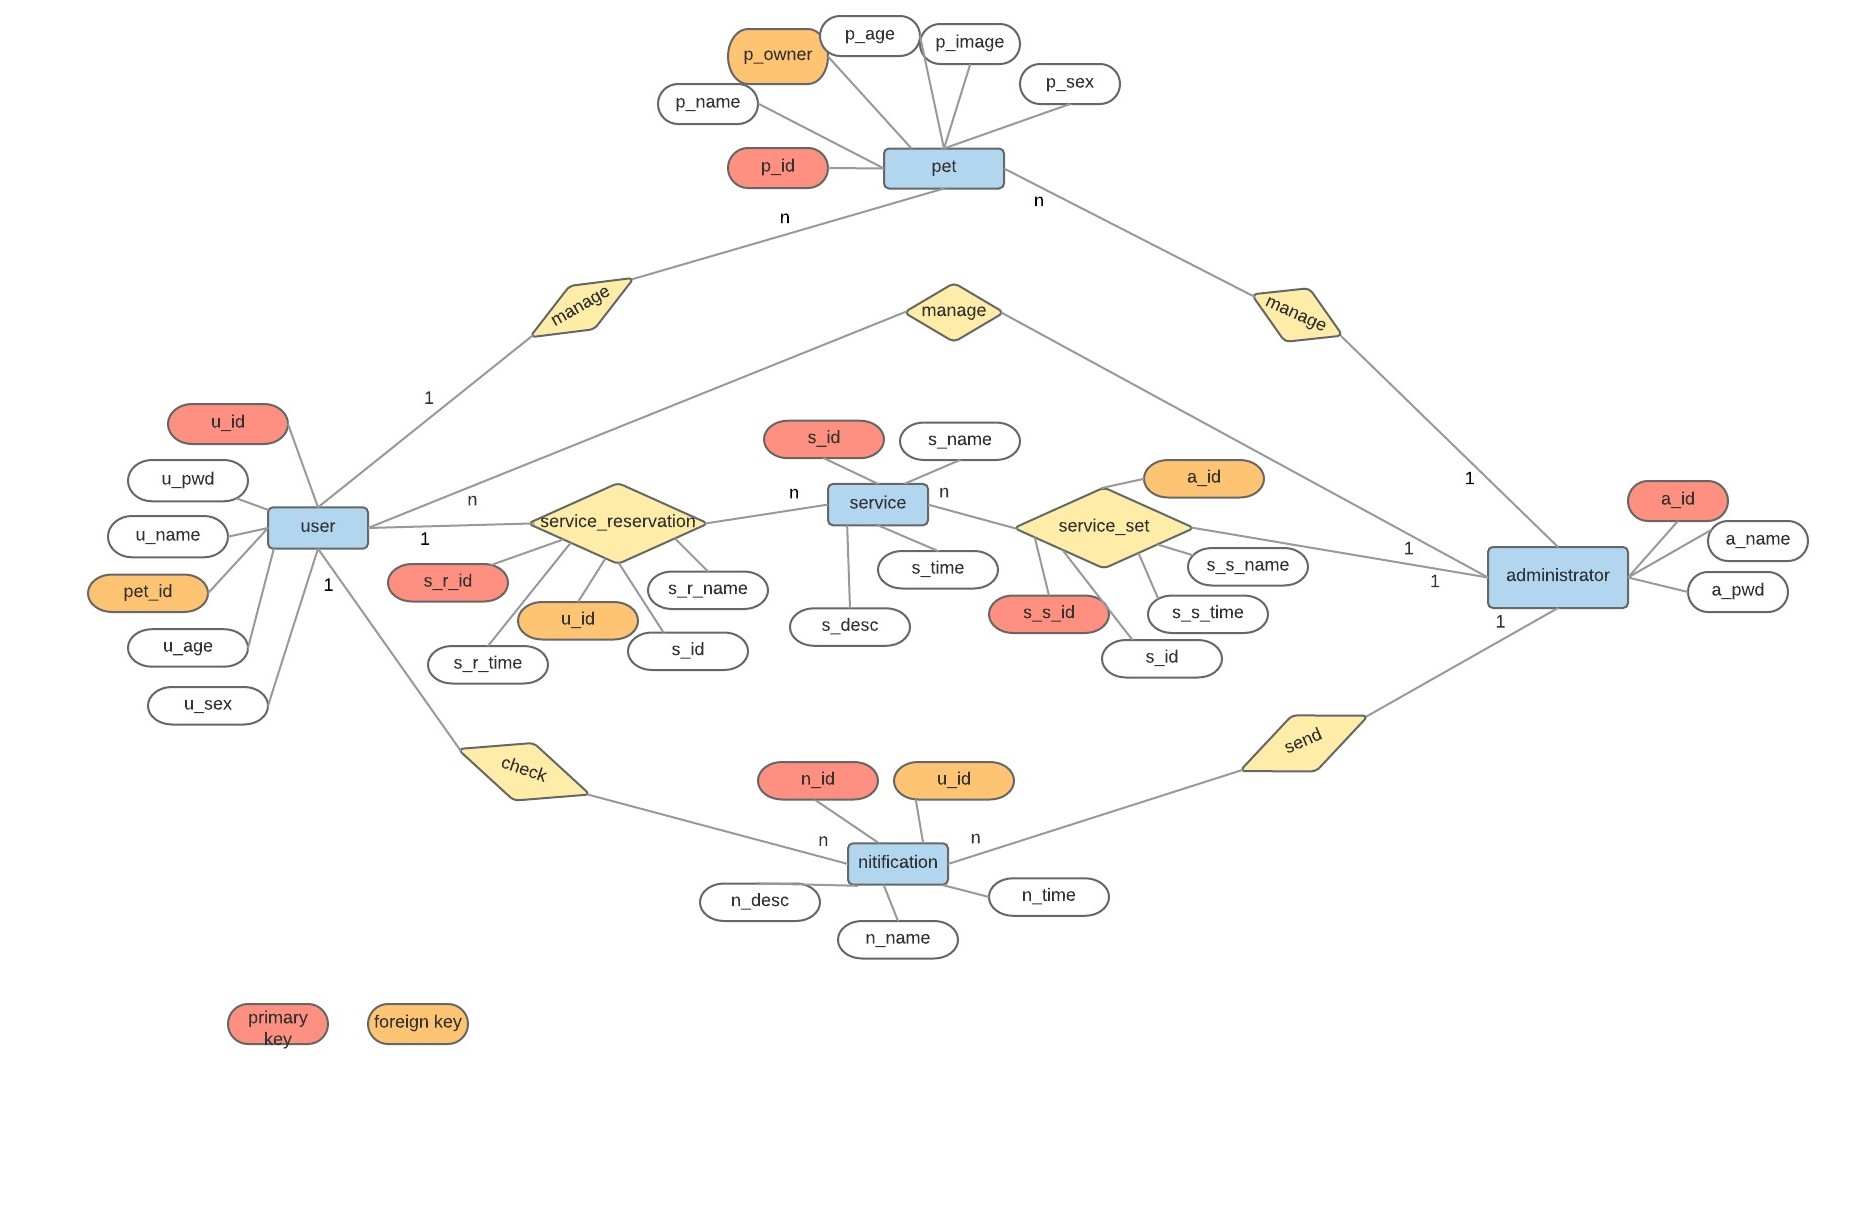 p_age
p_image
p_owner
p_sex
p_name
p_id
pet
n
n
manage
manage
manage
1
u_id
s_id
s_name
u_pwd
1
a_id
n
n
n
service
a_id
user
service_reservation
service_set
u_name
1
1
a_name
s_time
s_s_name
administrator
1
1
s_r_id
s_r_name
pet_id
a_pwd
u_id
s_desc
s_s_id
s_s_time
1
u_age
s_r_time
s_id
s_id
u_sex
send
check
n_id
u_id
n
n
nitification
n_desc
n_time
n_name
primary
key
foreign key